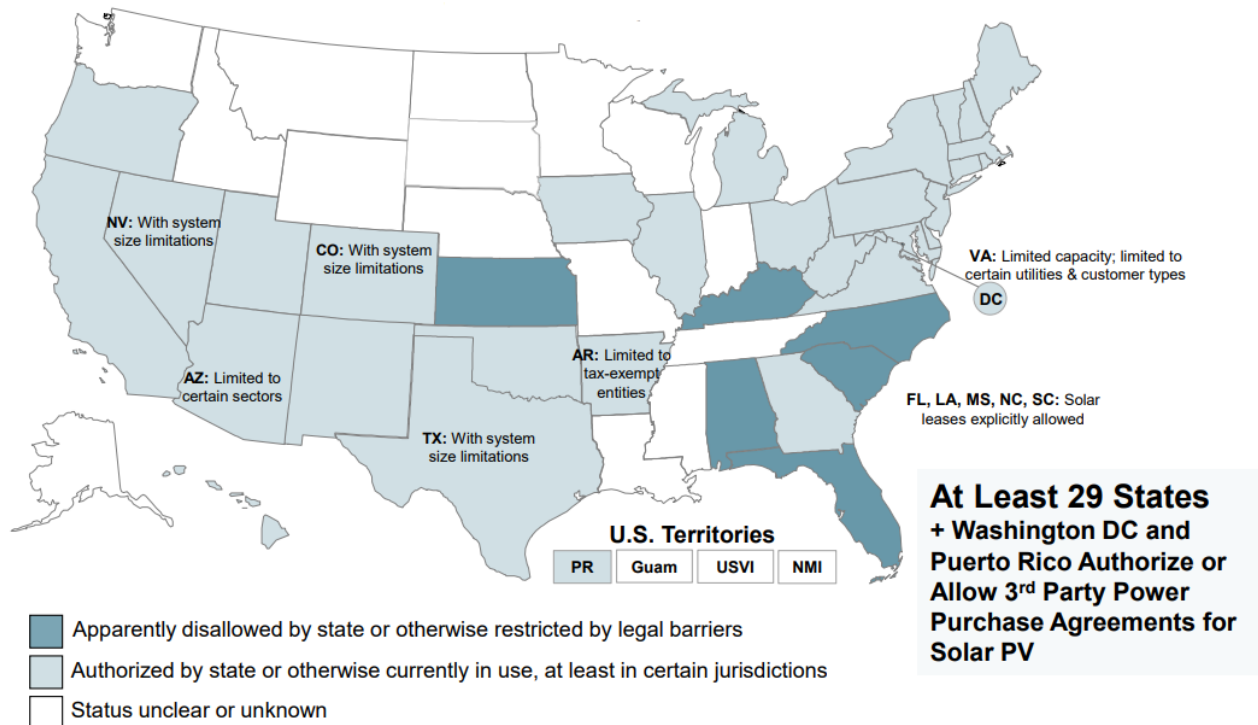 NV: With system
size limitations
CO: With system
size limitations
VA: Limited capacity; limited to
certain utilities & customer types
DC
AZ: Limited to
certain sectors
AR: Limited to
tax-exempt
entities
FL, LA, MS, NC, SC: Solar
leases explicitly allowed
TX: With system
size limitations
At Least 29 States
+ Washington DC and
Puerto Rico Authorize or
Allow 3rd Party Power
Purchase Agreements for
Solar PV
U.S. Territories
PR
Guam
USVI
NMI
Apparently disallowed by state or otherwise restricted by legal barriers
Authorized by state or otherwise currently in use, at least in certain jurisdictions
Status unclear or unknown